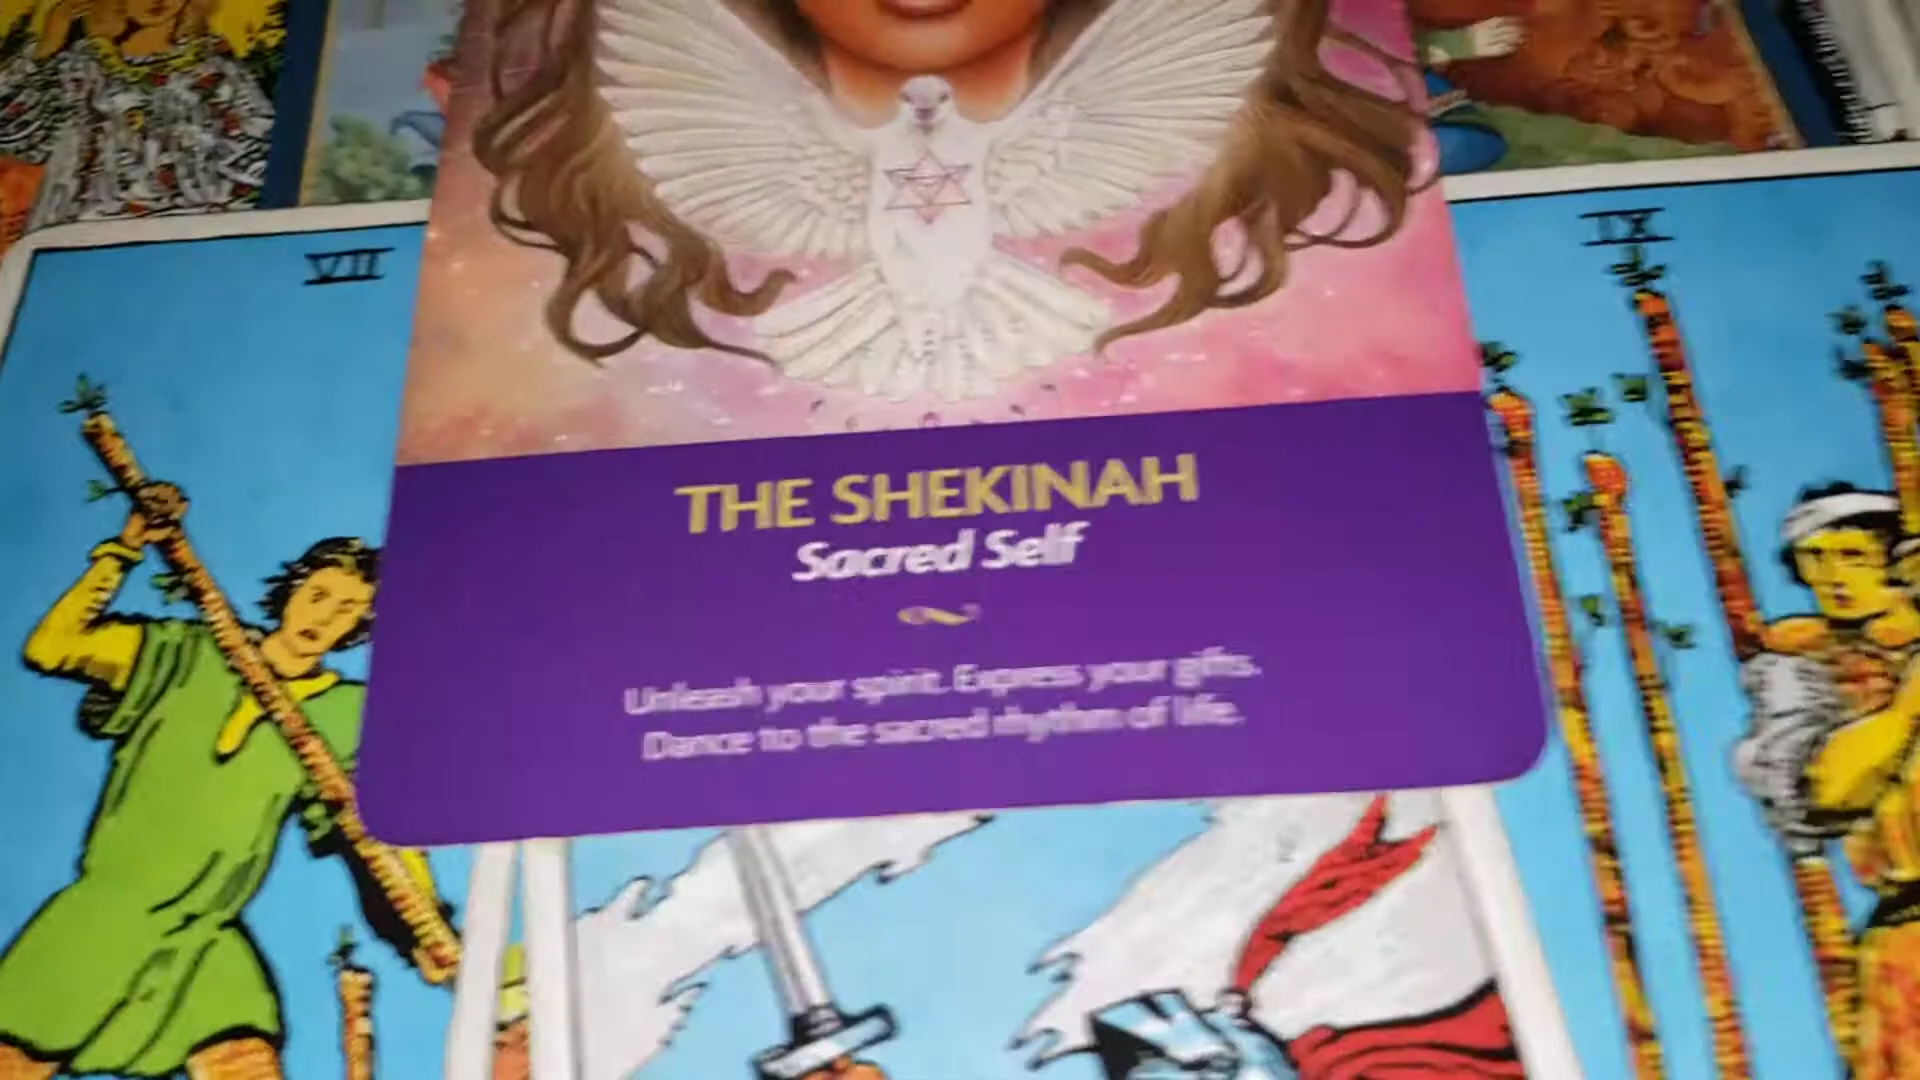 VII
IX
THE SHEKINAH
Sacred Self
Unleash your spirit. Express your gifts.
Dance to the sacred rhythm of life.